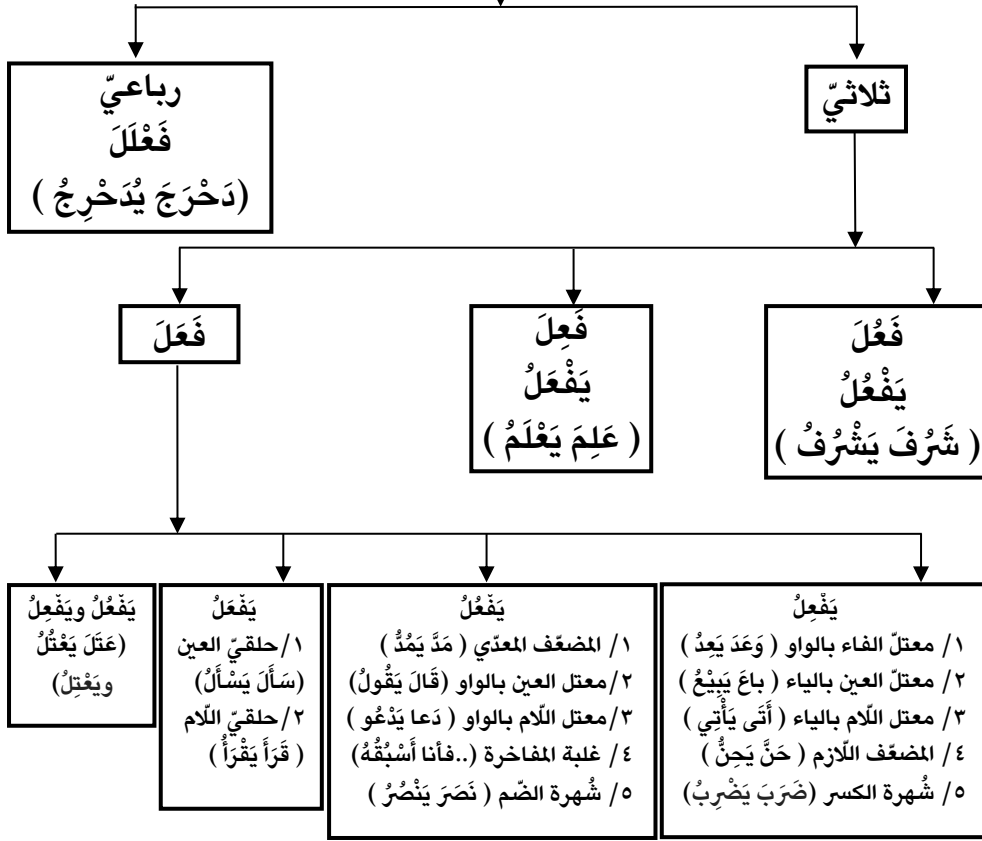 ثلاثيّ
رباعيّ
فَعْلَلَ
(دَحْرَجَ يُدَحْرِجُ )
فَعُلَ
يَفْعُلُ
( شَرُفَ يَشْرُفُ )
فَعِلَ
يَفْعَلُ
( عَلِمَ يَعْلَمُ )
فَعَلَ
يَفْعِلُ
١/ معتلّ الفاء بالواو ( وَعَدَ يَعِدُ )
٢/ معتلّ العين بالياء ( باعَ يَبِيْعُ )
٣/ معتل اللّام بالياء ( أَتَى يَأْتِي )
٤/ المضعّف اللّازم ( حَنَّ يَحِنُّ )
٥/ شُهرة الكسر (ضَرَبَ يَضْرِبُ)
يَفْعُلُ
١/ المضعّف المعدّي ( مَدَّ يَمُدُّ )
٢/معتل العين بالواو ( قَالَ يَقُولُ)
٣/معتل اللّام بالواو ( دَعا يَدْعُو )
٤/ غلبة المفاخرة (..فأنا أَسْبُقُهُ)
٥/ شُهرة الضّم ( نَصَرَ يَنْصُرُ )
يَفْعَلُ
١/حلقيّ العين
(سَأَلَ يَسْأَلُ)
٢/حلقيّ اللّام
( قَرَأَ يَقْرَأُ )
يَفْعُلُ ويَفْعِلُ
(عَتَلَ يَعْتُلُ
ويَعْتِلُ)